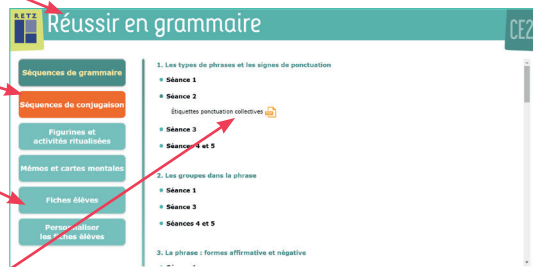 RETZ
Réussir en grammaire
CE2
Séquences de grammaire
Séquences de conjugaison
Figurines et
activités ritualisées
Mémos et cartes mentales
Fiches élèves
Personnaliser
les fiches élèves
1. Les types de phrases et les signes de ponctuation
Séance 1
Séance 2
Étiquettes ponctuation collectives
Séance 3
Séances 4 et 5
2. Les groupes dans la phrase
Séance 1
Séance 3
Séances 4 et 5
3. La phrase : formes affirmative et négative